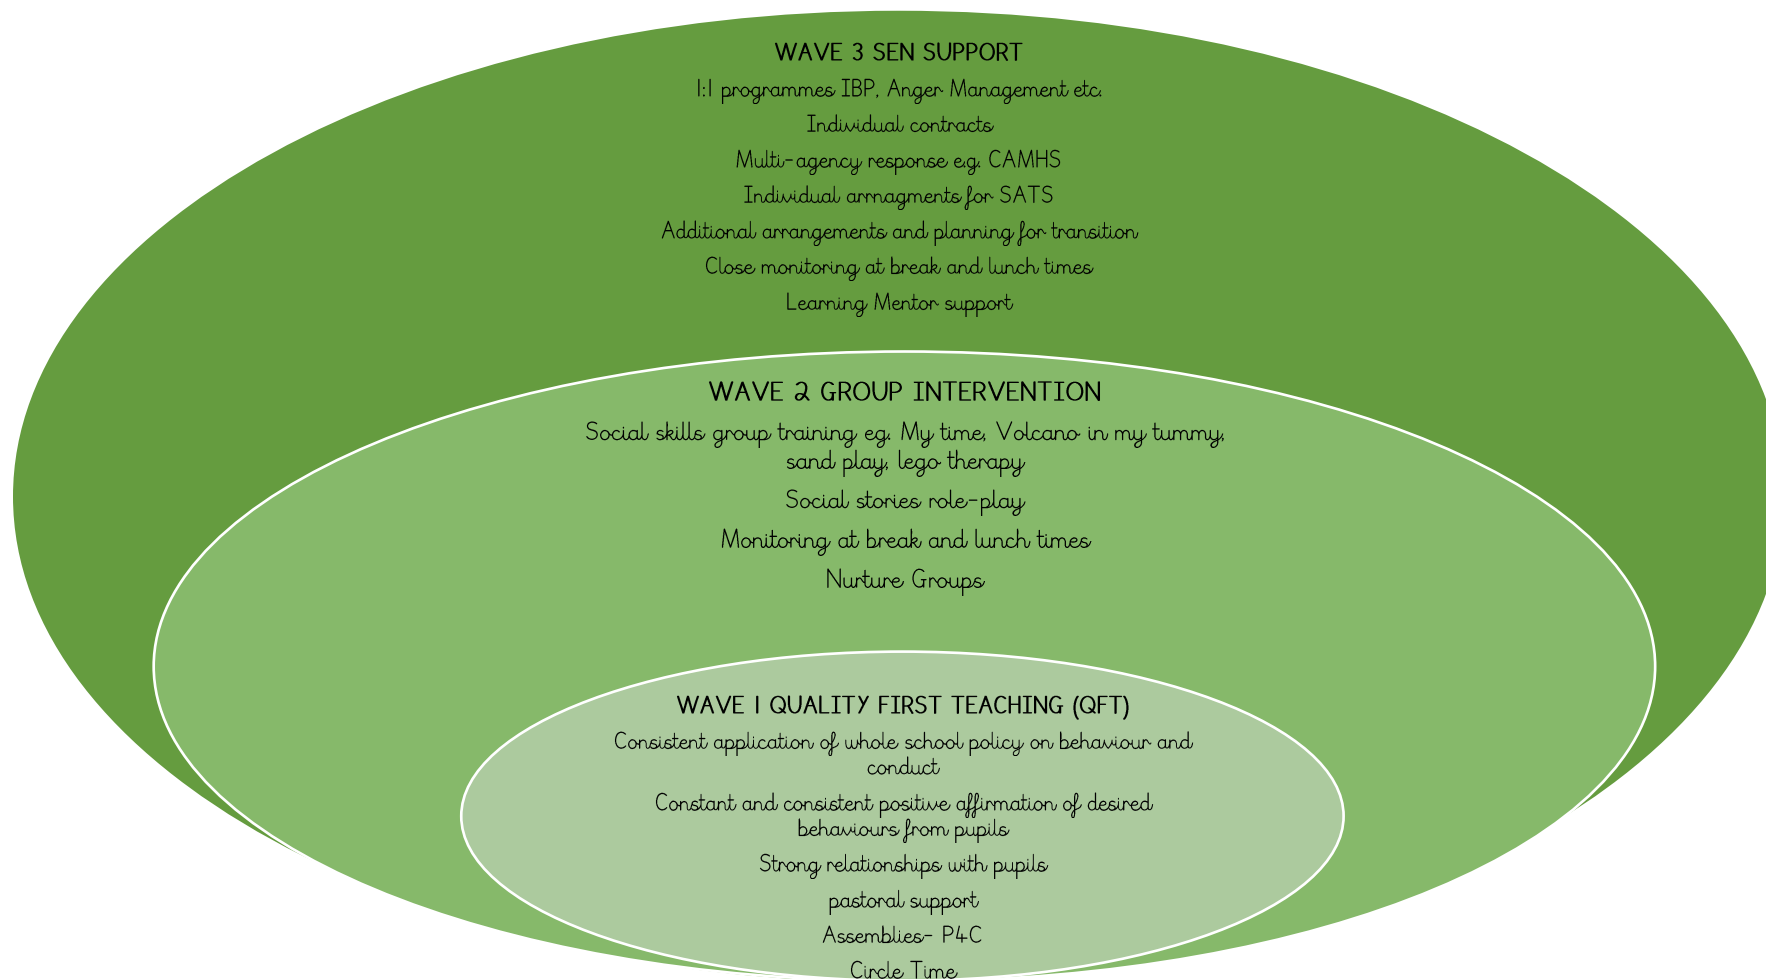 WAVE 3 SEN SUPPORT
1:1 programmes IBP, Anger Management etc.
Individual contracts
Multi-agency response e.g. CAMHS
Individual arrnagments for SATS
Additional arrangements and planning for transition
Close monitoring at break and lunch times
Learning Mentor support
WAVE 2 GROUP INTERVENTION
Social skills group training eg. My time, Volcano in my tummy,
sand play, lego therapy
Social stories role-play
Monitoring at break and lunch times
Nurture Groups
WAVE 1 QUALITY FIRST TEACHING (QFT)
Consistent application of whole school policy on behaviour and
conduct
Constant and consistent positive affirmation of desired
behaviours from pupils
Strong relationships with pupils
pastoral support
Assemblies- P4C
Circle Time